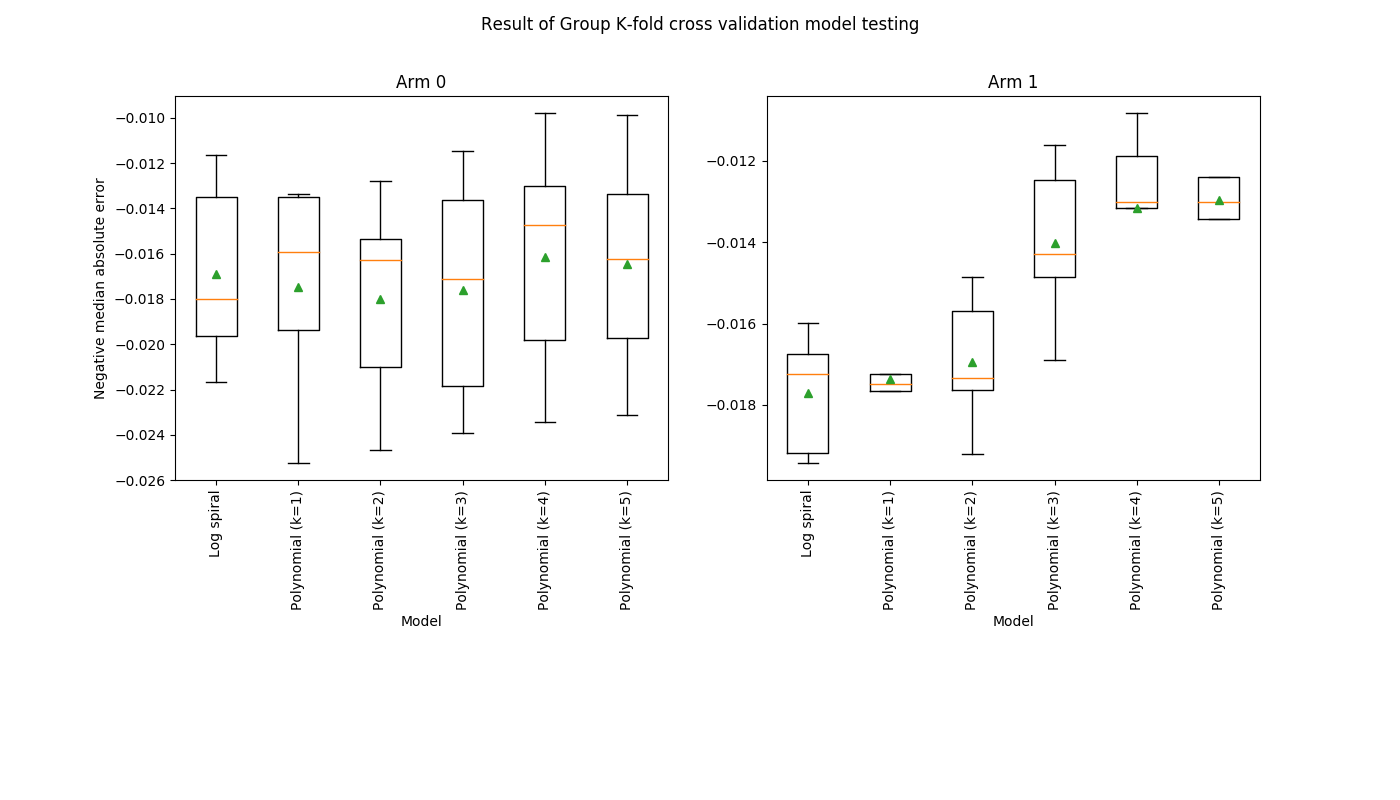 Result of Group K-fold cross validation model testing
Arm 0
Negative median absolute error
−0.010
−0.012
−0.014
−0.016
−0.018
−0.020
−0.022
−0.024
−0.026
Log spiral
Polynomial (k=1)
Polynomial (k=2)
Polynomial (k=3)
Polynomial (k=4)
Polynomial (k=5)
Model
Arm 1
−0.012
−0.014
−0.016
−0.018
Log spiral
Polynomial (k=1)
Polynomial (k=2)
Polynomial (k=3)
Polynomial (k=4)
Polynomial (k=5)
Model